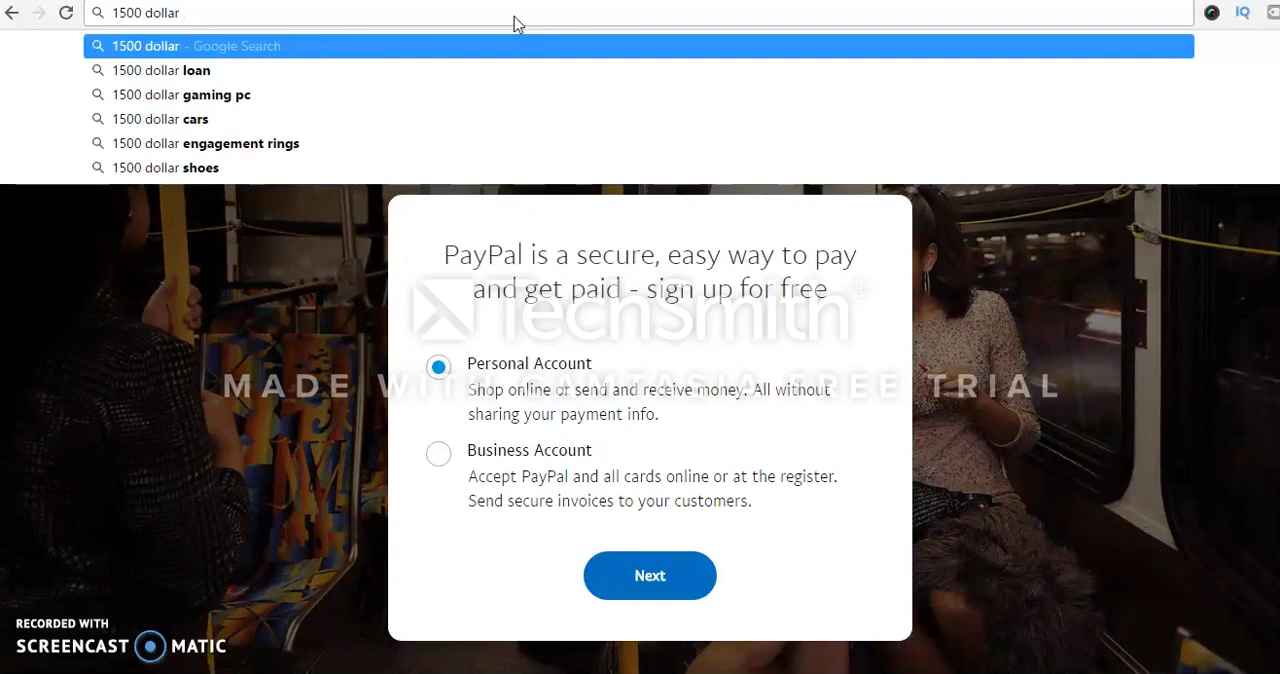 1500 dollar
1500 dollar - Google Search
1500 dollar loan
1500 dollar gaming pc
1500 dollar cars
1500 dollar engagement rings
1500 dollar shoes
IQ
PayPal is a secure, easy way to pay
and get paid - sign up for free
TechSmith®
Personal Account
MADE WITH CAMTASIA FREE TRIAL
Shop online or send and receive money. All without
sharing your payment info.
Business Account
Accept PayPal and all cards online or at the register.
Send secure invoices to your customers.
Next
RECORDED WITH
SCREENCAST MATIC